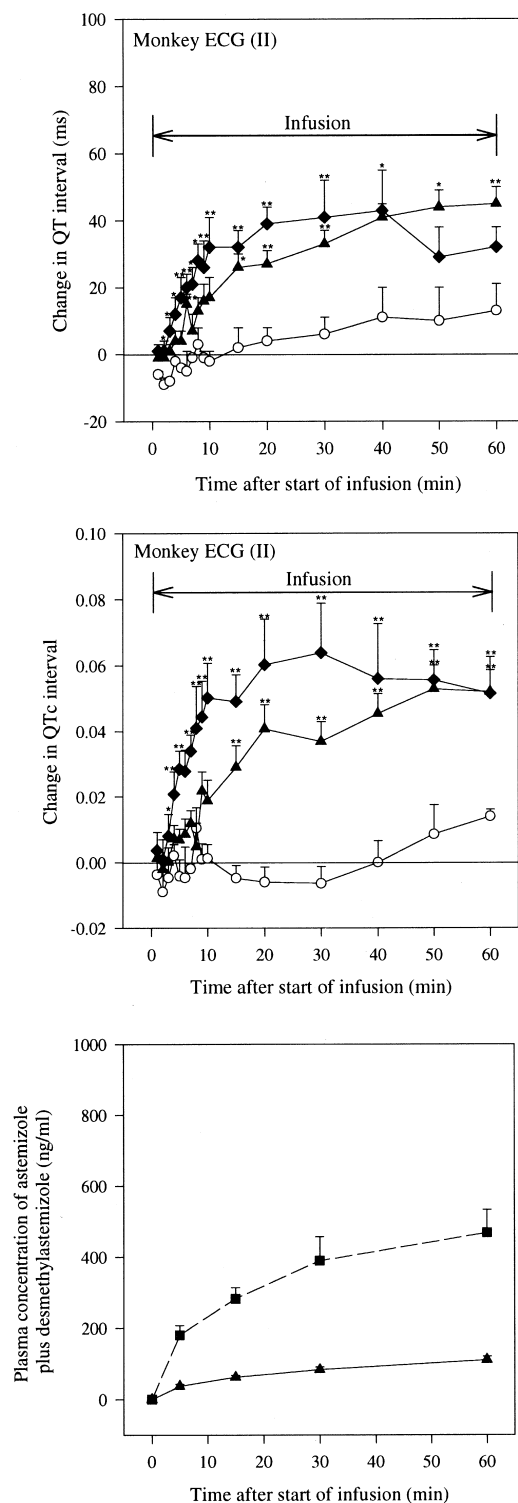 100
Monkey ECG (II)
80
Infusion
60
40
20
0
-20
Change in QT interval (ms)
0 10 20 30 40 50 60
Time after start of infusion (min)
0.10
Monkey ECG (II)
Infusion
0.08
0.06
0.04
0.02
0.00
-0.02
Change in QTc interval
0 10 20 30 40 50 60
Time after start of infusion (min)
1000
800
600
400
200
0
Plasma concentration of astemizole
plus desmethylastemizole (ng/ml)
0 10 20 30 40 50 60
Time after start of infusion (min)